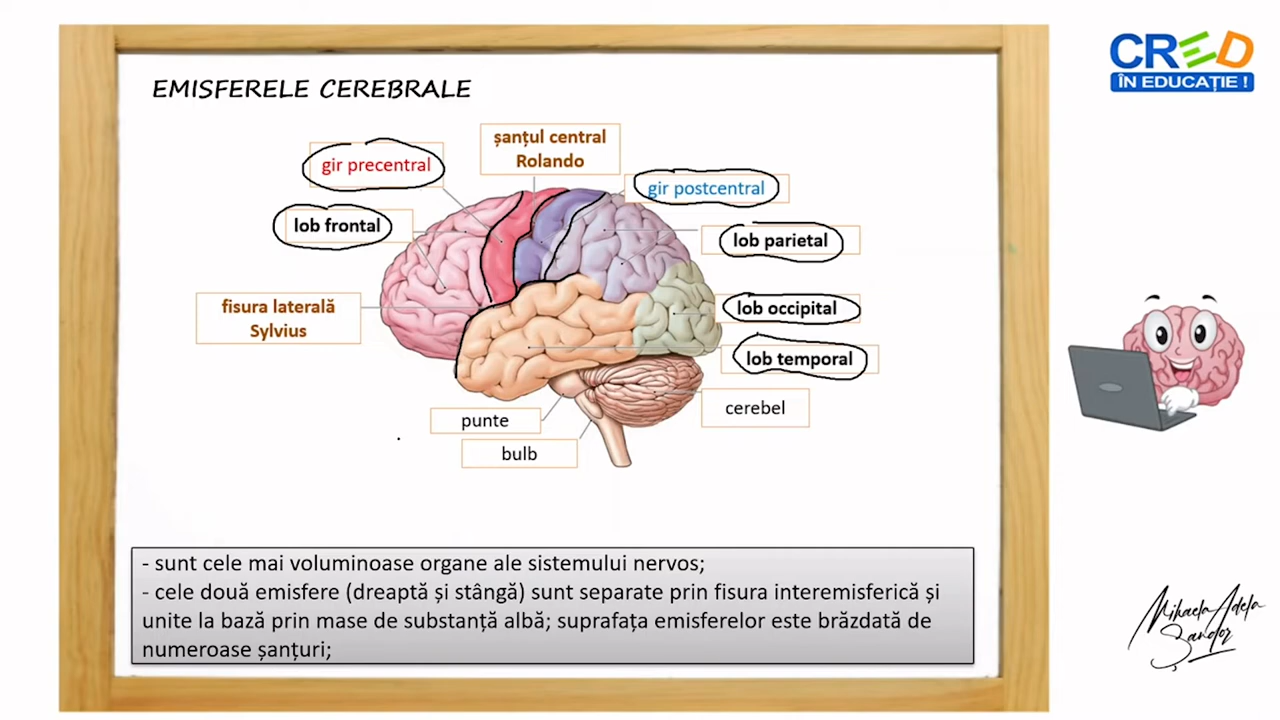 EMISFERELE CEREBRALE
CRED
ÎN EDUCAȚIE !
șanțul central
Rolando
gir precentral
gir postcentral
lob frontal
lob parietal
fisura laterală
Sylvius
lob occipital
lob temporal
cerebel
punte
bulb
- sunt cele mai voluminoase organe ale sistemului nervos;
- cele două emisfere (dreaptă și stângă) sunt separate prin fisura interemisferică și
unite la bază prin mase de substanță albă; suprafața emisferelor este brăzdată de
numeroase șanțuri;
Mihaela Adela
Șandor